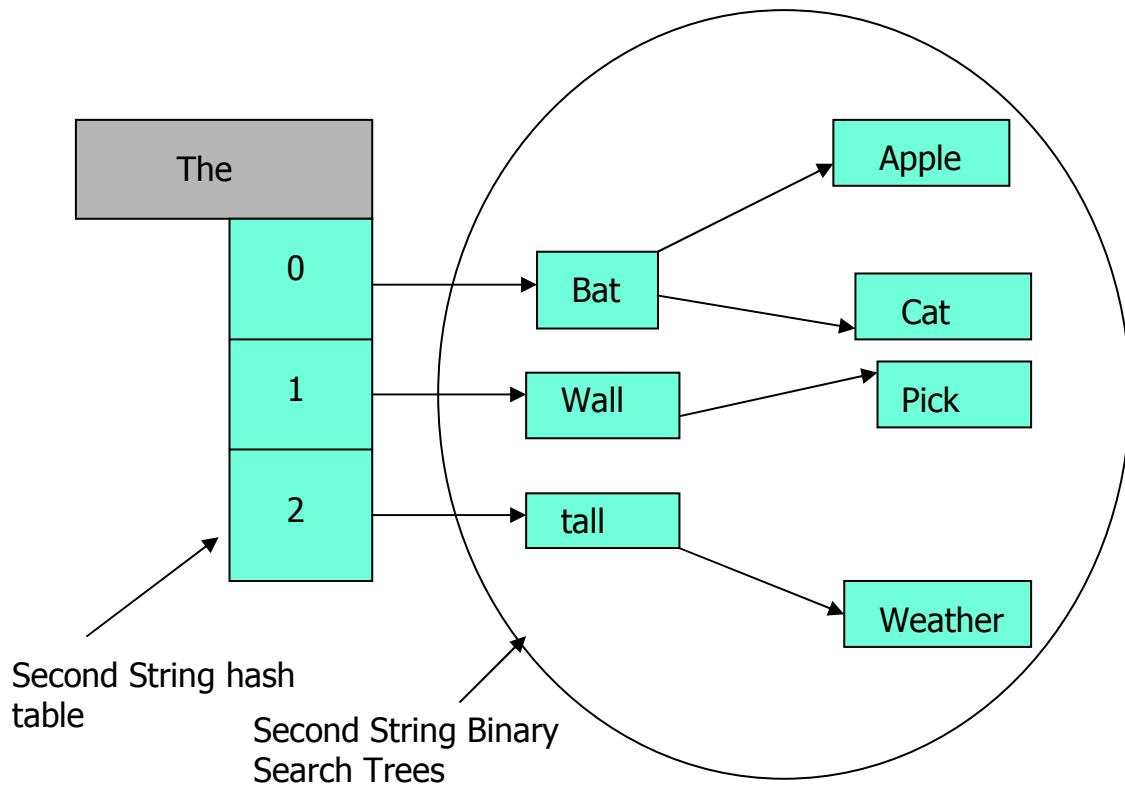 The
Apple
0
Bat
Cat
1
Wall
Pick
2
tall
Weather
Second String hash
table
Second String Binary
Search Trees